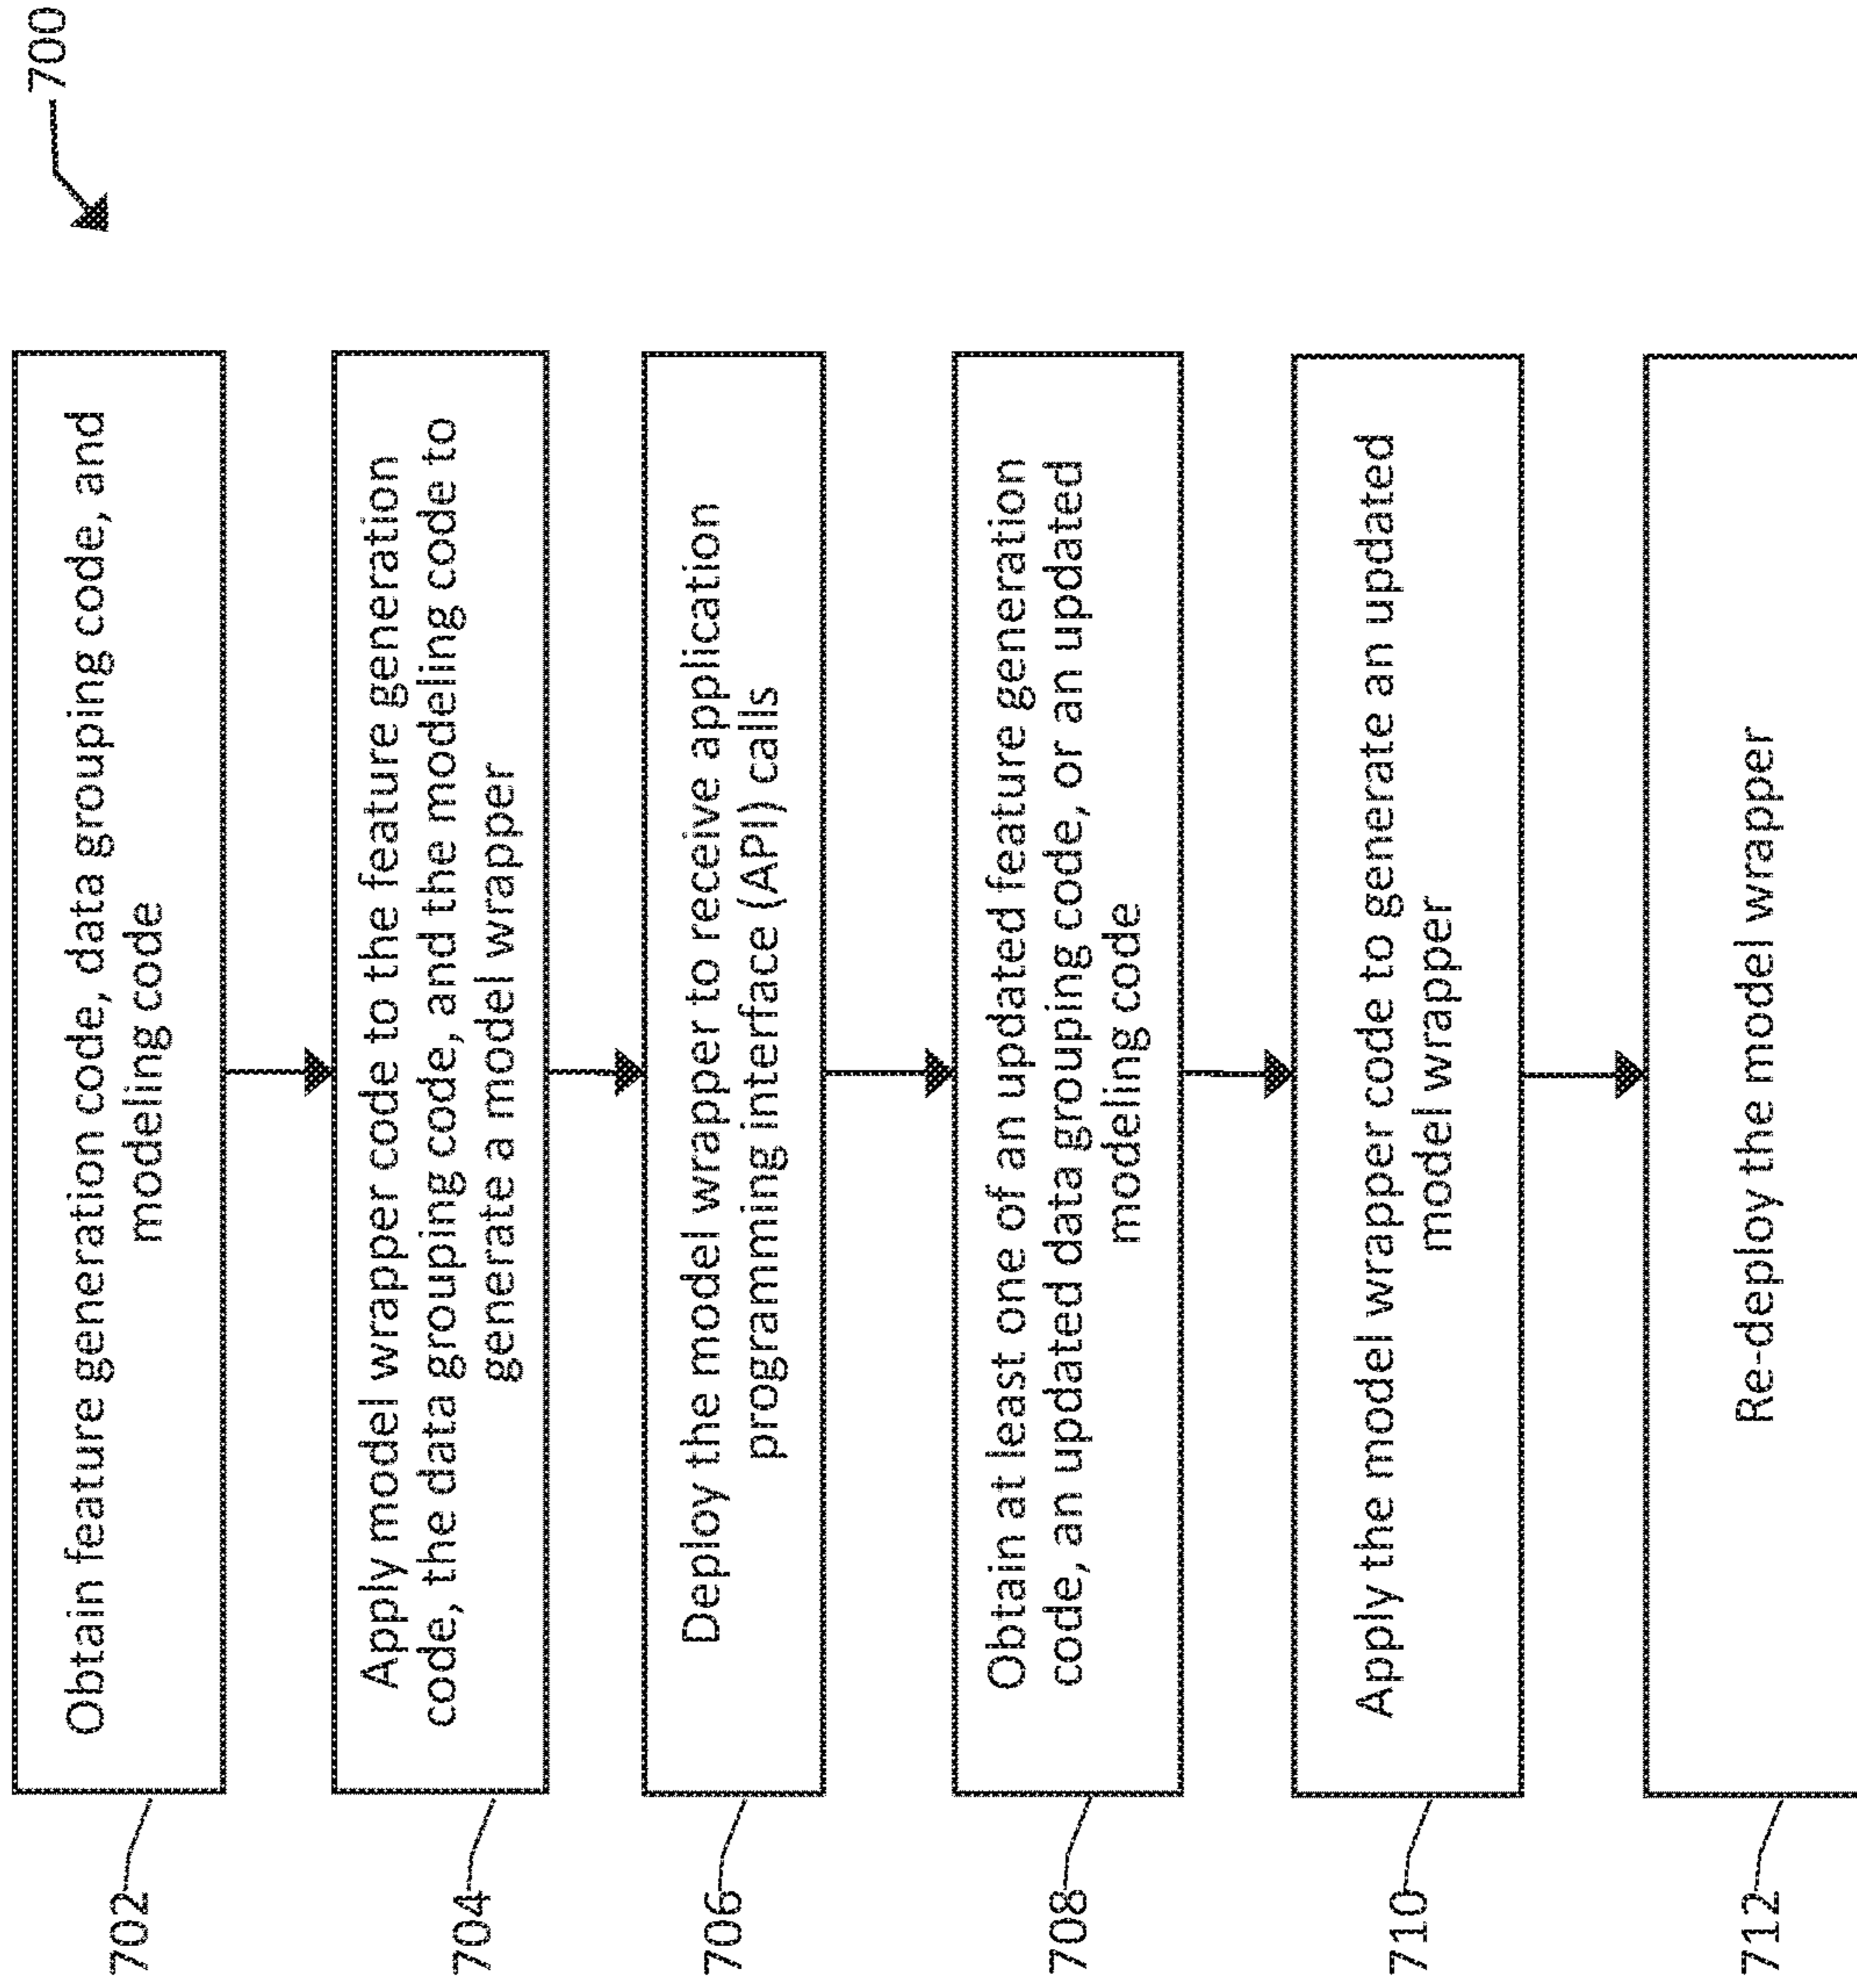 700
702
Obtain feature generation code, data grouping code, and
modeling code
704
Apply model wrapper code to the feature generation
code, the data grouping code, and the modeling code to
generate a model wrapper
706
Deploy the model wrapper to receive application
programming interface (API) calls
708
Obtain at least one of an updated feature generation
code, an updated data grouping code, or an updated
modeling code
710
Apply the model wrapper code to generate an updated
model wrapper
712
Re-deploy the model wrapper